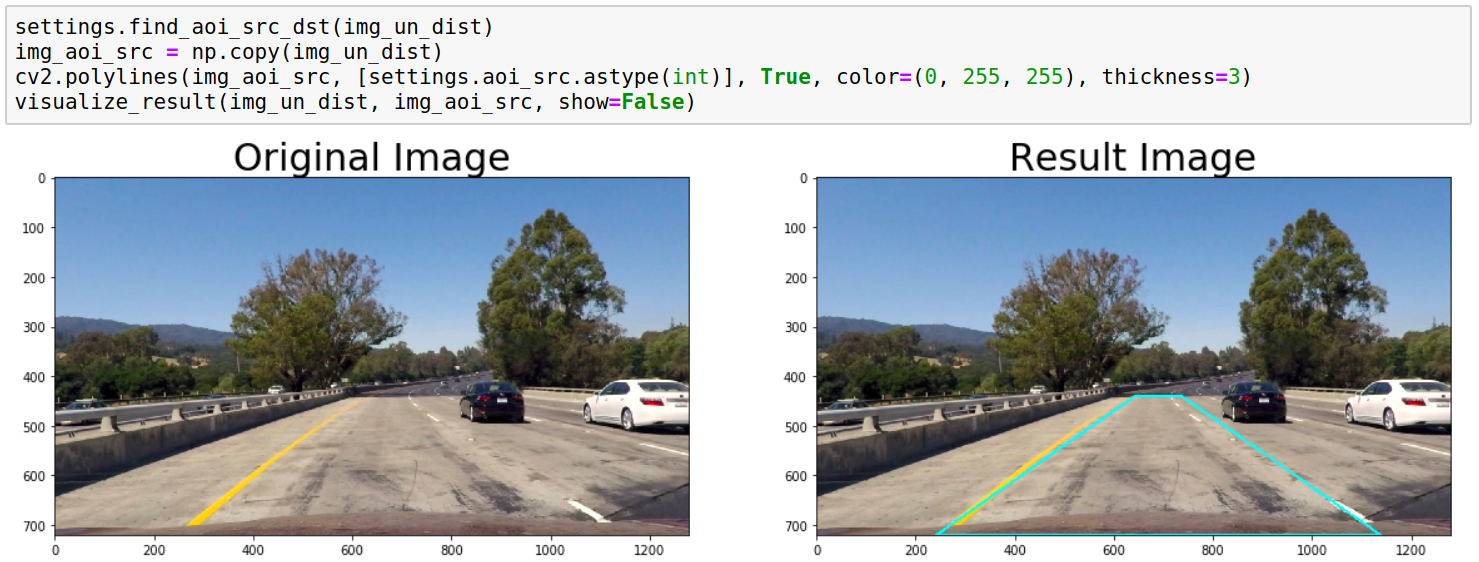 settings.find_aoi_src_dst(img_un_dist)
img_aoi_src = np.copy(img_un_dist)
cv2.polylines(img_aoi_src, [settings.aoi_src.astype(int)], True, color=(0, 255, 255), thickness=3)
visualize_result(img_un_dist, img_aoi_src, show=False)
Original Image
0
100
200
300
400
500
600
700
0 200 400 600 800 1000 1200
Result Image
0
100
200
300
400
500
600
700
0 200 400 600 800 1000 1200